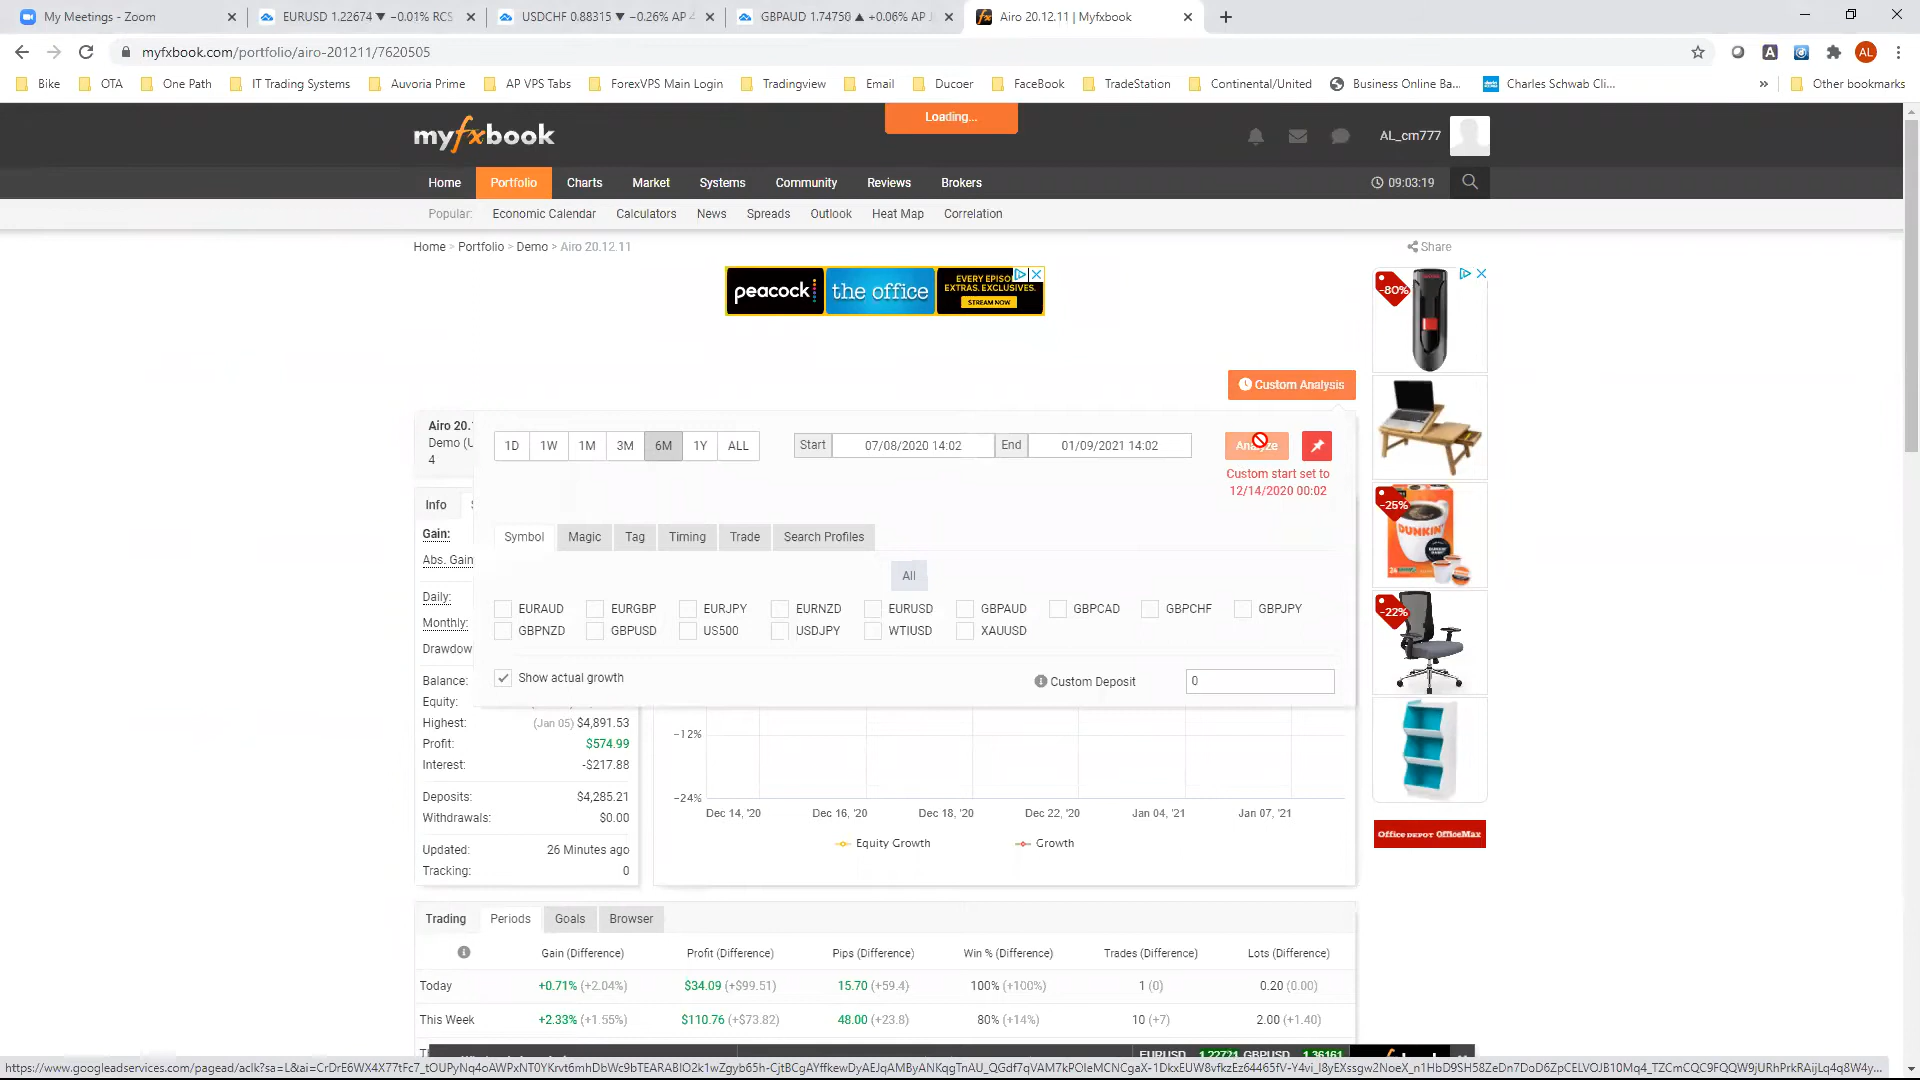 My Meetings - Zoom
EURUSD 1.22674 ▼ −0.01% RCS
USDCHF 0.88315 ▼ −0.26% AP
GBPAUD 1.74750 ▲ +0.06% AP
Airo 20.12.11 | Myfxbook
myfxbook.com/portfolio/airo-201211/7620505
AL
Bike
OTA
One Path
IT Trading Systems
Auvoria Prime
AP VPS Tabs
ForexVPS Main Login
Tradingview
Email
Ducoer
FaceBook
TradeStation
Continental/United
Business Online Ba...
Charles Schwab Cli...
Other bookmarks
Loading...
myfxbook
AL_cm777
Home Portfolio Charts Market Systems Community Reviews Brokers
09:03:19
Popular: Economic Calendar Calculators News Spreads Outlook Heat Map Correlation
Home > Portfolio > Demo > Airo 20.12.11
Share
peacock
the office
EVERY EPISO
EXTRAS. EXCLUSIVES.
STREAM NOW
-80%
Custom Analysis
Airo 20.
Demo (U
4
1D 1W 1M 3M 6M 1Y ALL
Start 07/08/2020 14:02 End 01/09/2021 14:02
Analyze
Custom start set to
12/14/2020 00:02
Info
-25%
DUNKIN'
Symbol Magic Tag Timing Trade Search Profiles
All
EURAUD EURGBP EURJPY EURNZD EURUSD GBPAUD GBPCAD GBPCHF GBPJPY
GBPNZD GBPUSD US500 USDJPY WTIUSD XAUUSD
-22%
Show actual growth
Custom Deposit 0
Gain:
Abs. Gain
Daily:
Monthly:
Drawdow
Balance:
Equity:
Highest: (Jan 05) $4,891.53
Profit: $574.99
Interest: -$217.88
Deposits: $4,285.21
Withdrawals: $0.00
Updated: 26 Minutes ago
Tracking: 0
−12%
−24%
Dec 14, '20 Dec 16, '20 Dec 18, '20 Dec 22, '20 Jan 04, '21 Jan 07, '21
Equity Growth Growth
Office DEPOT OfficeMax
Trading Periods Goals Browser
Gain (Difference) Profit (Difference) Pips (Difference) Win % (Difference) Trades (Difference) Lots (Difference)
Today +0.71% (+2.04%) $34.09 (+$99.51) 15.70 (+59.4) 100% (+100%) 1 (0) 0.20 (0.00)
This Week +2.33% (+1.55%) $110.76 (+$73.82) 48.00 (+23.8) 80% (+14%) 10 (+7) 2.00 (+1.40)
EURUSD 1.22721 GBPUSD 1.36161